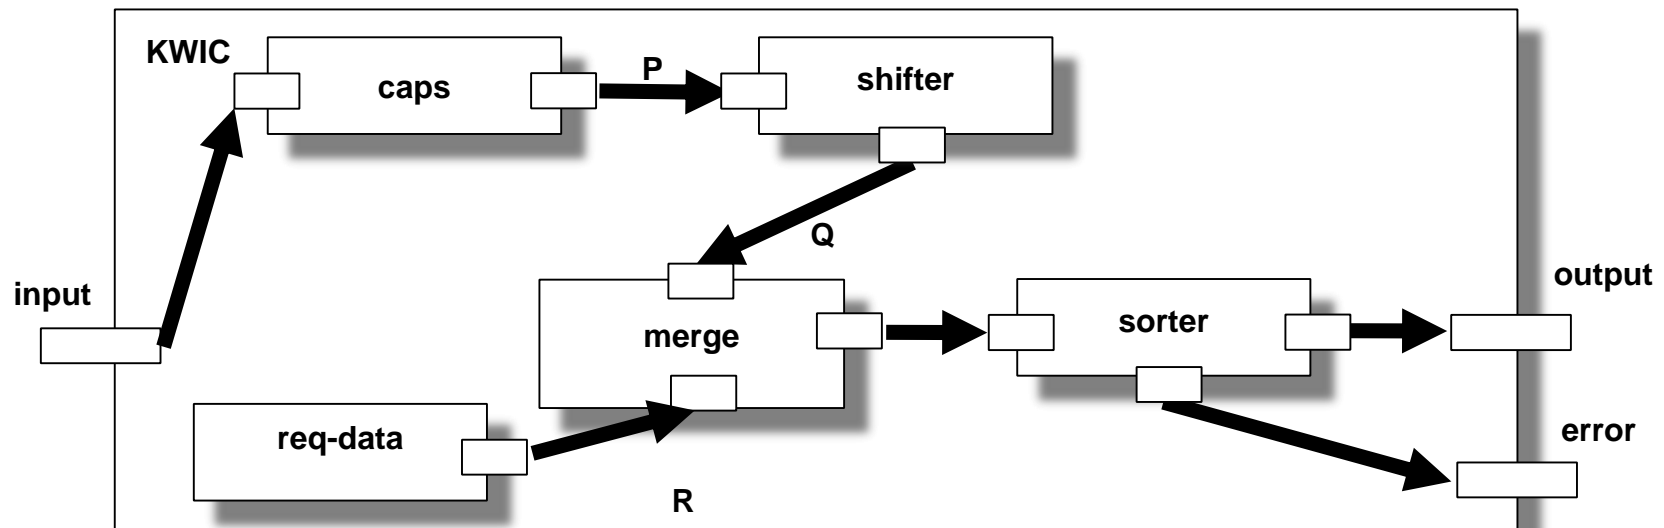 KWIC
caps
P
shifter
Q
input
output
merge
sorter
req-data
error
R